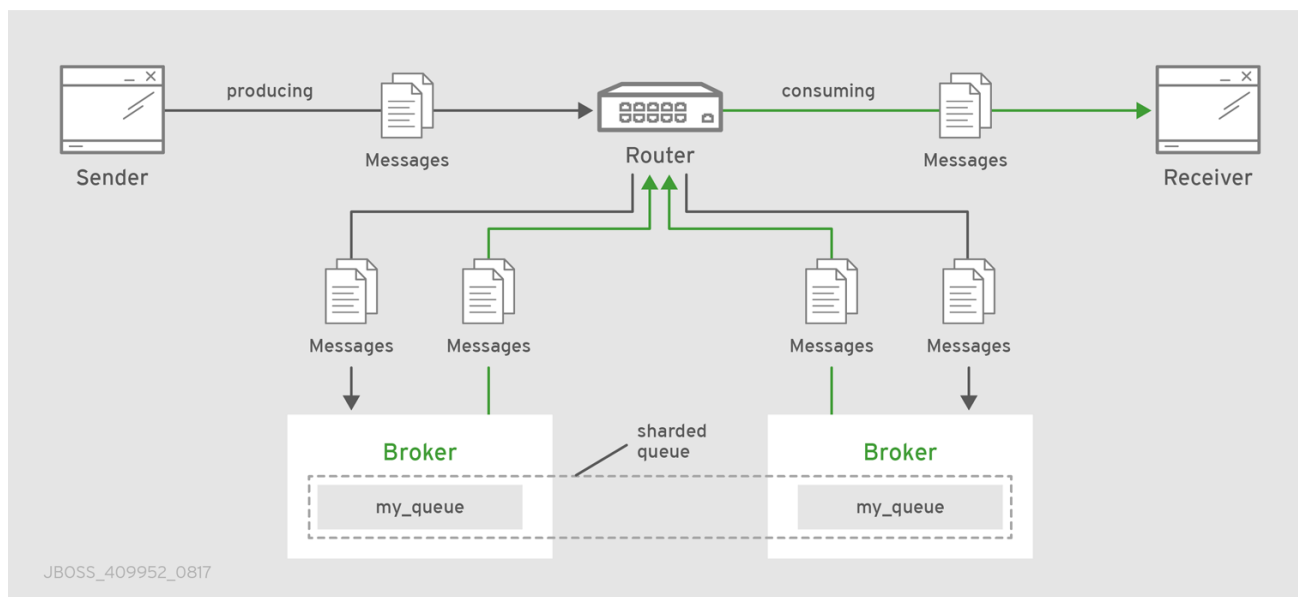 producing
consuming
Messages
Messages
Sender
Router
Receiver
Messages
Messages
Messages
Messages
Broker
sharded
queue
Broker
my_queue
my_queue
JBOSS_409952_0817